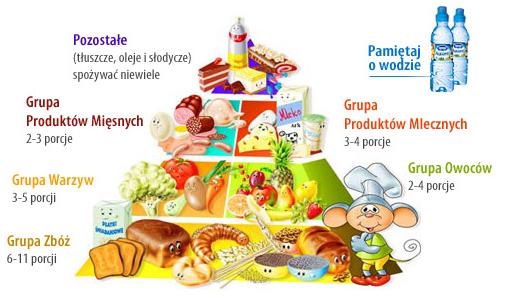 Pozostałe
(tłuszcze, oleje i słodycze)
spożywać niewiele
Pamiętaj
o wodzie
Grupa
Produktów Mięsnych
2–3 porcje
Mleko
Grupa
Produktów Mlecznych
3–4 porcje
Grupa Warzyw
3–5 porcji
Grupa Owoców
2–4 porcje
PŁATKI
ŚNIADANIOWE
Grupa Zbóż
6–11 porcji